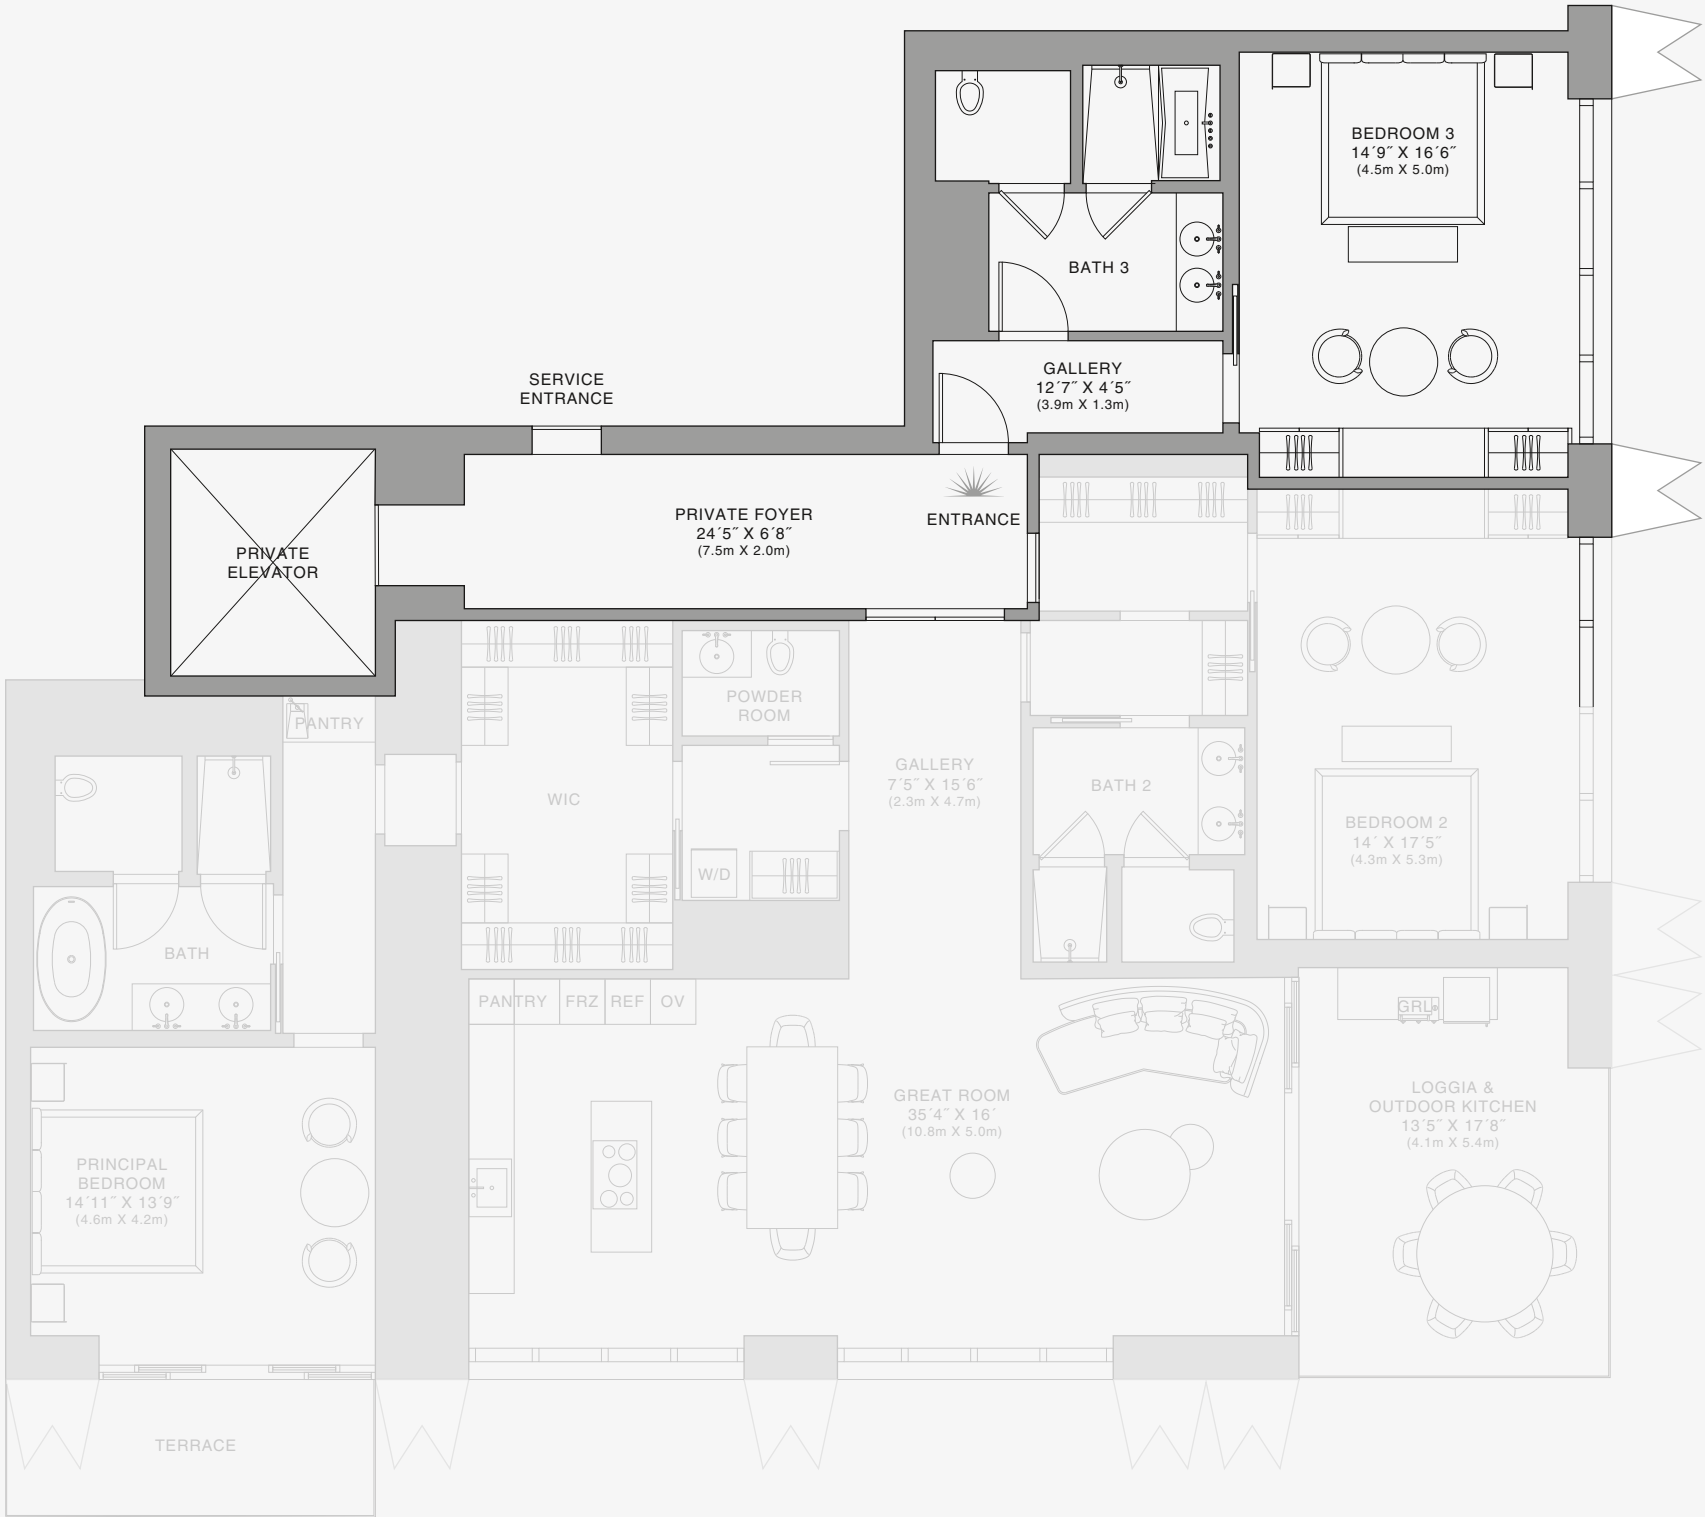 BEDROOM 3
14´9˝ X 16´6˝
(4.5m X 5.0m)
BATH 3
GALLERY
12´7˝ X 4´5˝
(3.9m X 1.3m)
SERVICE
ENTRANCE
PRIVATE FOYER
24´5˝ X 6´8˝
(7.5m X 2.0m)
ENTRANCE
PRIVATE
ELEVATOR
PANTRY
POWDER
ROOM
GALLERY
7´5˝ X 15´6˝
(2.3m X 4.7m)
WIC
BATH 2
BEDROOM 2
14´ X 17´5˝
(4.3m X 5.3m)
W/D
BATH
PANTRY
FRZ
REF
OV
GRL
GREAT ROOM
35´4˝ X 16´
(10.8m X 5.0m)
LOGGIA &
OUTDOOR KITCHEN
13´5˝ X 17´8˝
(4.1m X 5.4m)
PRINCIPAL
BEDROOM
14´11˝ X 13´9˝
(4.6m X 4.2m)
TERRACE